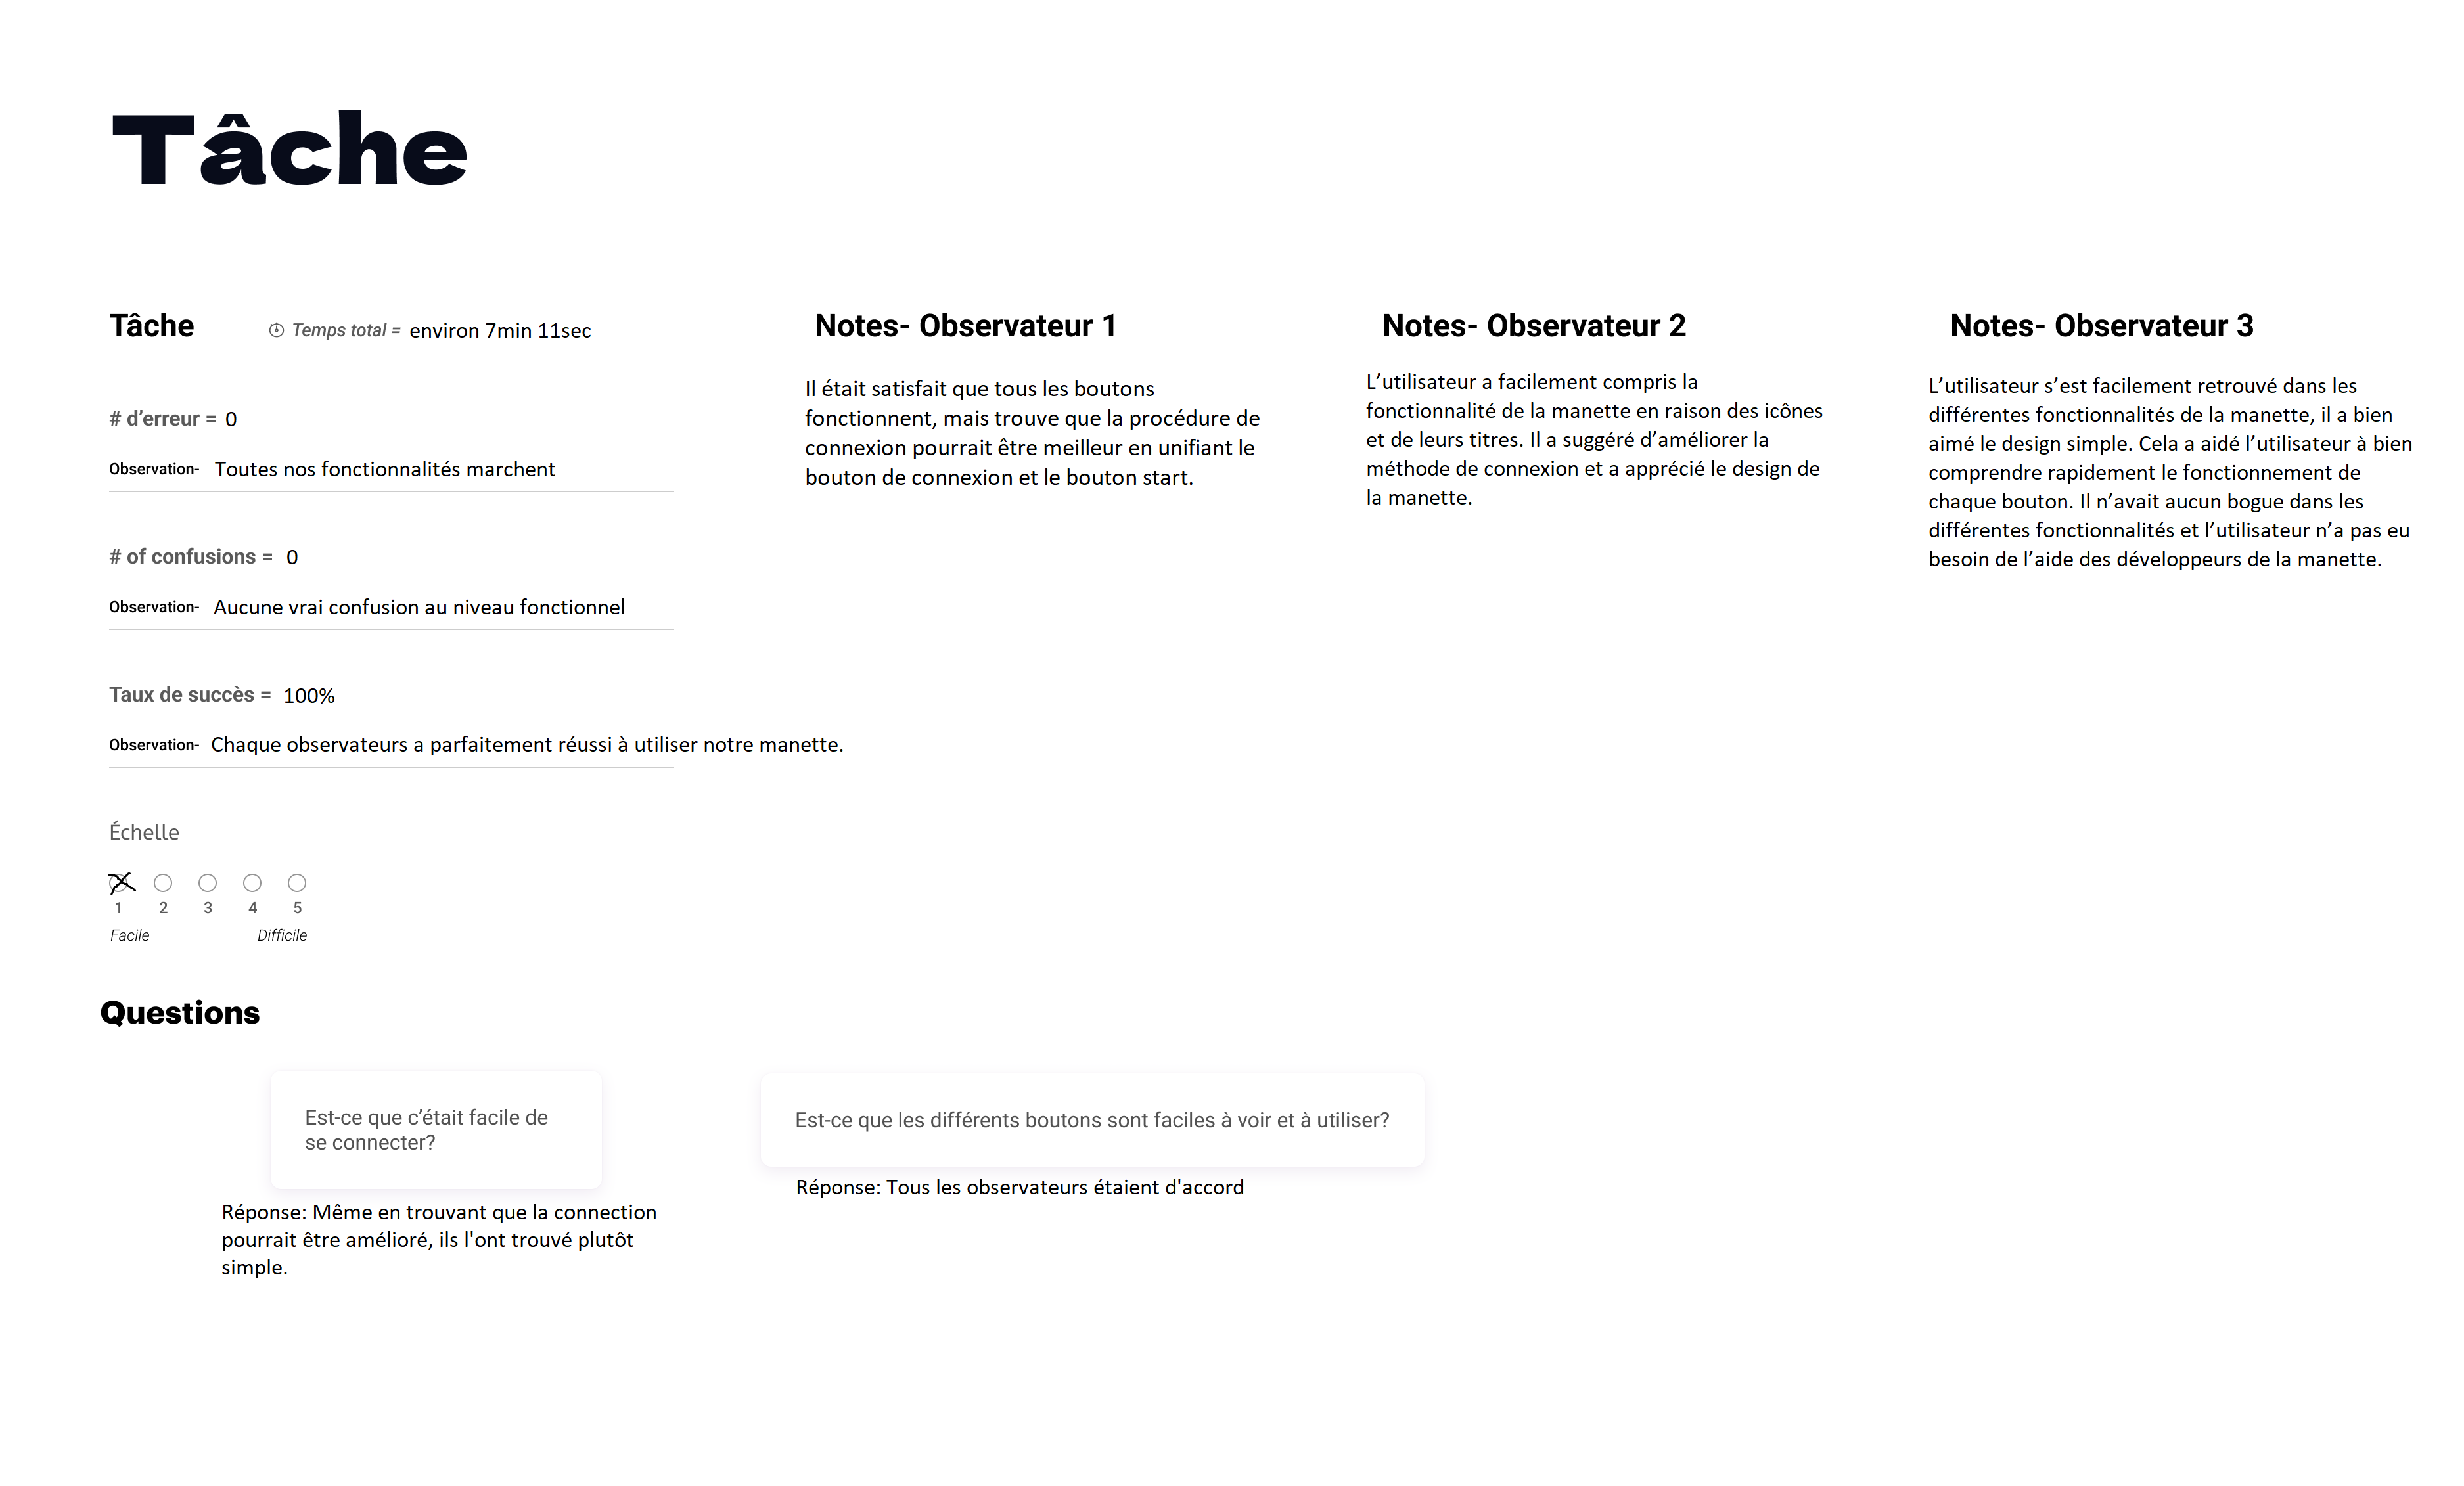 Tâche
Tâche
Temps total = environ 7min 11sec
# d’erreur = 0
Observation- Toutes nos fonctionnalités marchent
# of confusions = 0
Observation- Aucune vrai confusion au niveau fonctionnel
Taux de succès = 100%
Observation- Chaque observateurs a parfaitement réussi à utiliser notre manette.
Échelle
1 2 3 4 5
Facile Difficile
Notes- Observateur 1
Il était satisfait que tous les boutons
fonctionnent, mais trouve que la procédure de
connexion pourrait être meilleur en unifiant le
bouton de connexion et le bouton start.
Notes- Observateur 2
L’utilisateur a facilement compris la
fonctionnalité de la manette en raison des icônes
et de leurs titres. Il a suggéré d’améliorer la
méthode de connexion et a apprécié le design de
la manette.
Notes- Observateur 3
L’utilisateur s’est facilement retrouvé dans les
différentes fonctionnalités de la manette, il a bien
aimé le design simple. Cela a aidé l’utilisateur à bien
comprendre rapidement le fonctionnement de
chaque bouton. Il n’avait aucun bogue dans les
différentes fonctionnalités et l’utilisateur n’a pas eu
besoin de l’aide des développeurs de la manette.
Questions
Est-ce que c’était facile de
se connecter?
Réponse: Même en trouvant que la connection
pourrait être amélioré, ils l'ont trouvé plutôt
simple.
Est-ce que les différents boutons sont faciles à voir et à utiliser?
Réponse: Tous les observateurs étaient d'accord